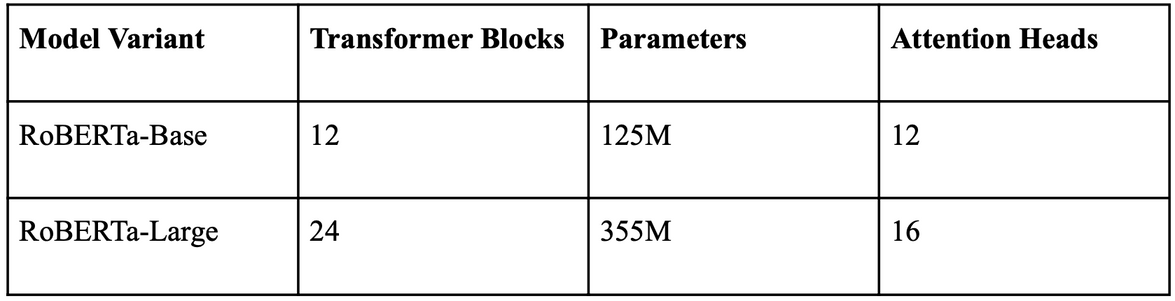 Model Variant Transformer Blocks Parameters Attention Heads
RoBERTa-Base 12 125M 12
RoBERTa-Large 24 355M 16